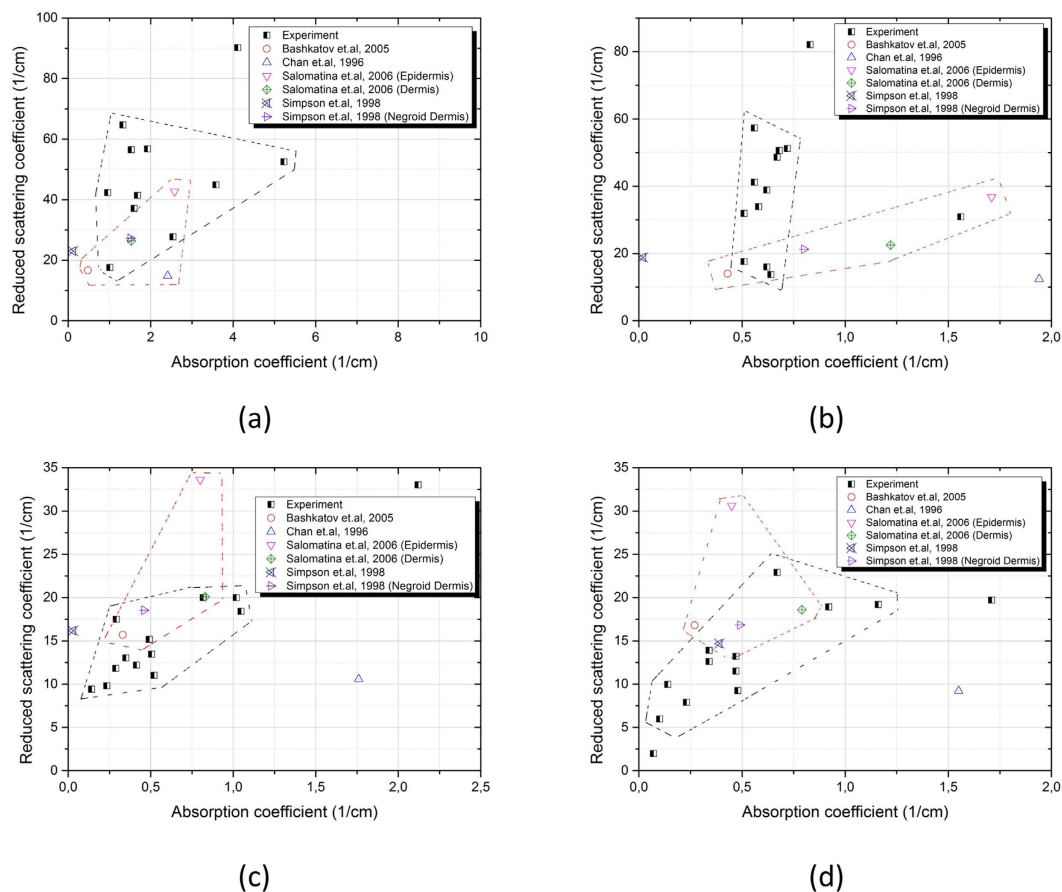 (a)
100
80
60
40
20
0
Reduced scattering coefficient (1/cm)
0 2 4 6 8 10
Absorption coefficient (1/cm)
Experiment
Bashkatov et.al, 2005
Chan et.al, 1996
Salomatina et.al, 2006 (Epidermis)
Salomatina et.al, 2006 (Dermis)
Simpson et.al, 1998
Simpson et.al, 1998 (Negroid Dermis)
(b)
80
60
40
20
0
Reduced scattering coefficient (1/cm)
0,0 0,5 1,0 1,5 2,0
Absorption coefficient (1/cm)
Experiment
Bashkatov et.al, 2005
Chan et.al, 1996
Salomatina et.al, 2006 (Epidermis)
Salomatina et.al, 2006 (Dermis)
Simpson et.al, 1998
Simpson et.al, 1998 (Negroid Dermis)
(c)
35
30
25
20
15
10
5
0
Reduced scattering coefficient (1/cm)
0,0 0,5 1,0 1,5 2,0 2,5
Absorption coefficient (1/cm)
Experiment
Bashkatov et.al, 2005
Chan et.al, 1996
Salomatina et.al, 2006 (Epidermis)
Salomatina et.al, 2006 (Dermis)
Simpson et.al, 1998
Simpson et.al, 1998 (Negroid Dermis)
(d)
35
30
25
20
15
10
5
0
Reduced scattering coefficient (1/cm)
0,0 0,5 1,0 1,5 2,0
Absorption coefficient (1/cm)
Experiment
Bashkatov et.al, 2005
Chan et.al, 1996
Salomatina et.al, 2006 (Epidermis)
Salomatina et.al, 2006 (Dermis)
Simpson et.al, 1998
Simpson et.al, 1998 (Negroid Dermis)